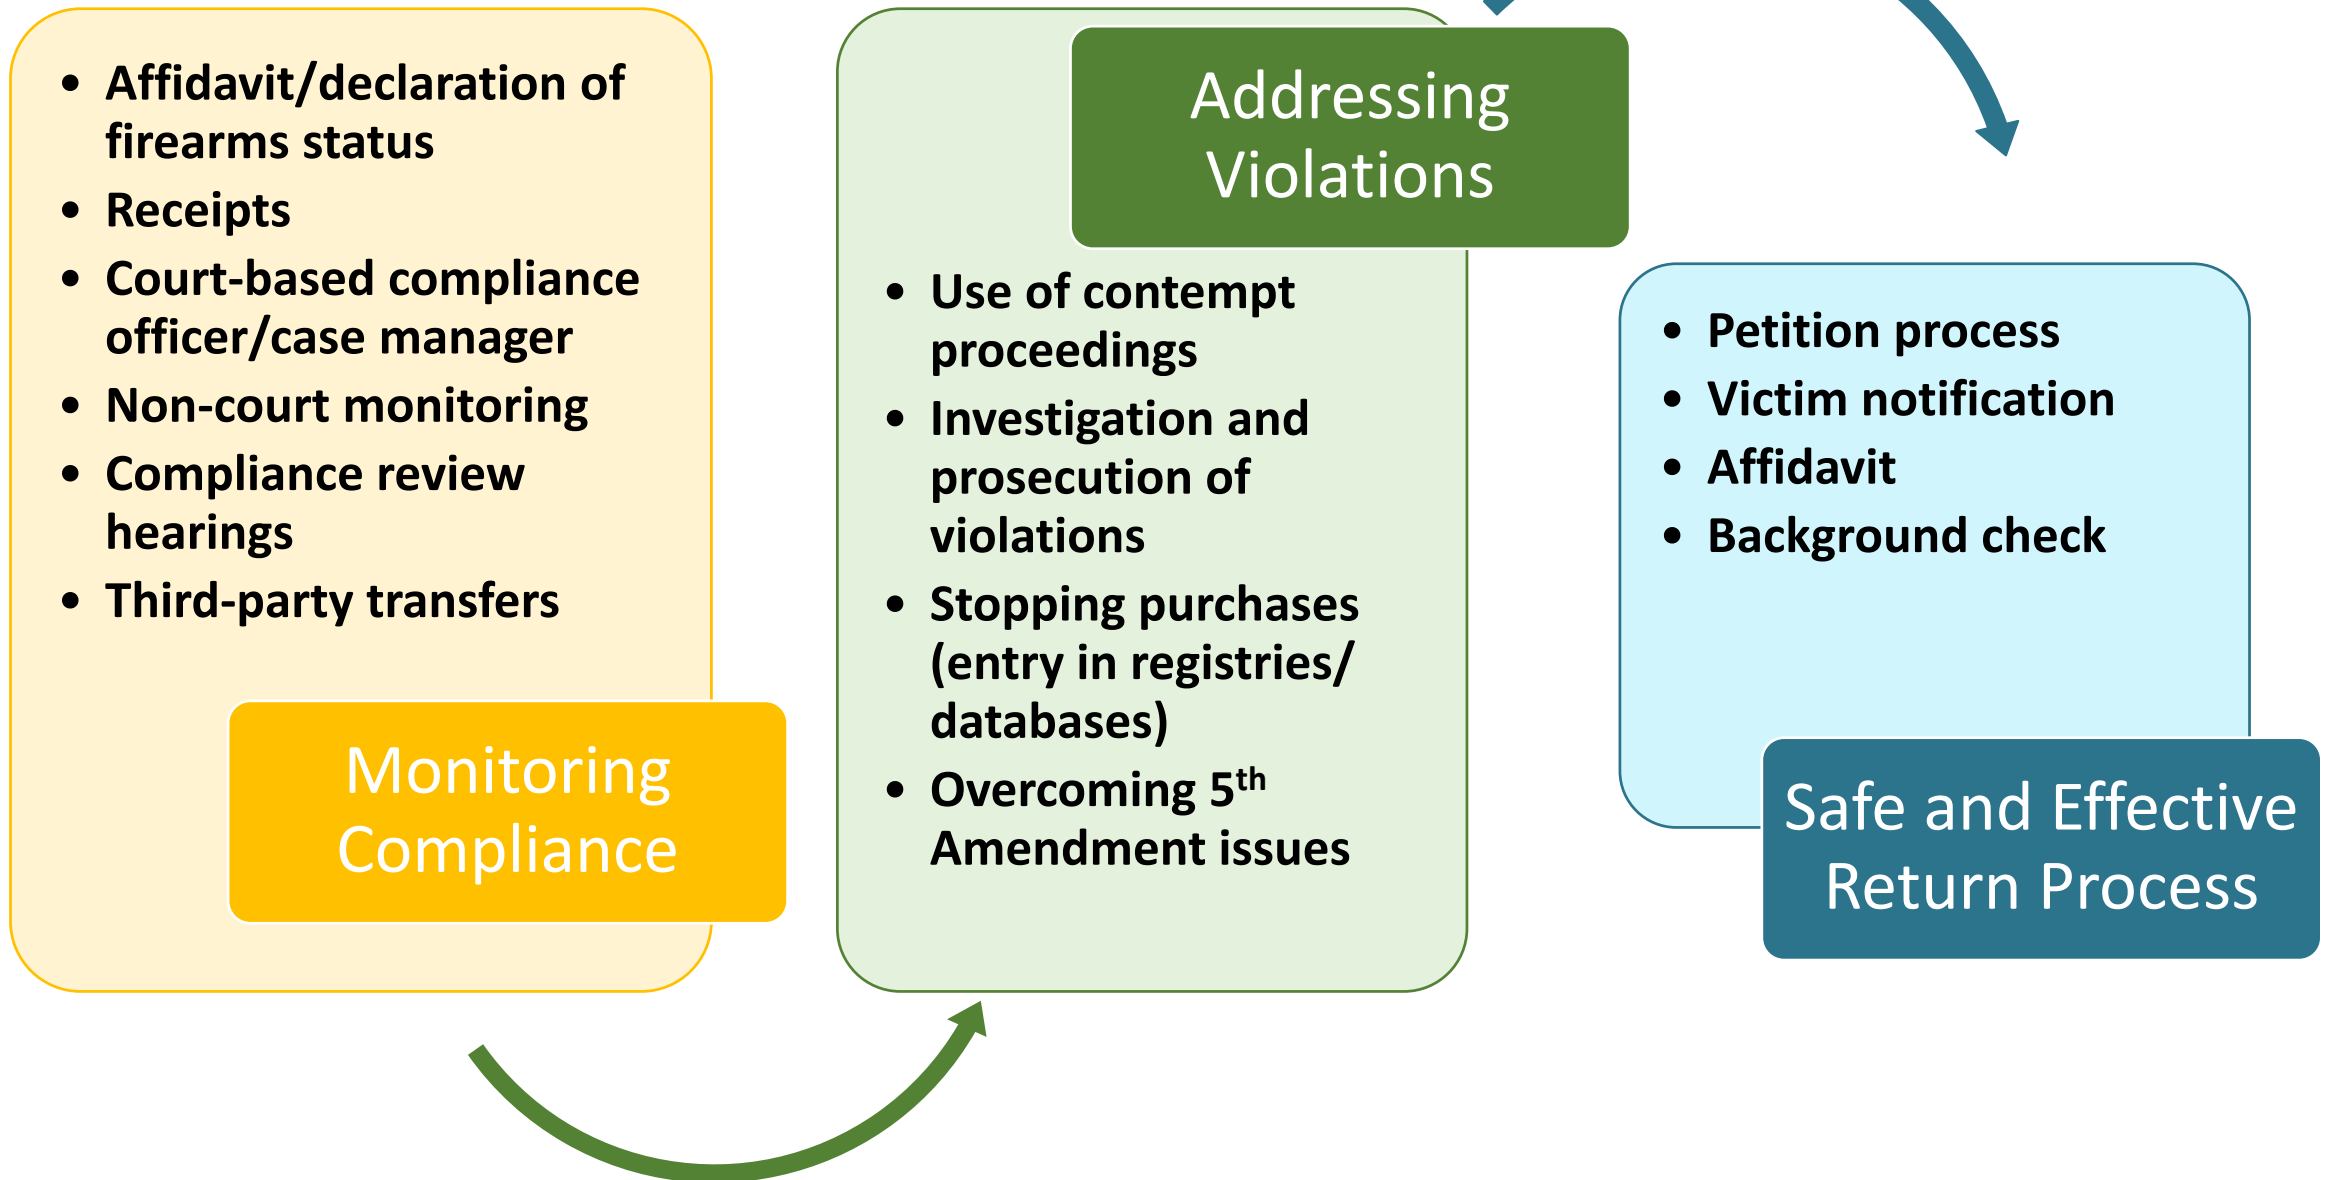 • Affidavit/declaration of
firearms status
• Receipts
• Court-based compliance
officer/case manager
• Non-court monitoring
• Compliance review
hearings
• Third-party transfers
Monitoring
Compliance
Addressing
Violations
• Use of contempt
proceedings
• Investigation and
prosecution of
violations
• Stopping purchases
(entry in registries/
databases)
• Overcoming 5th
Amendment issues
• Petition process
• Victim notification
• Affidavit
• Background check
Safe and Effective
Return Process